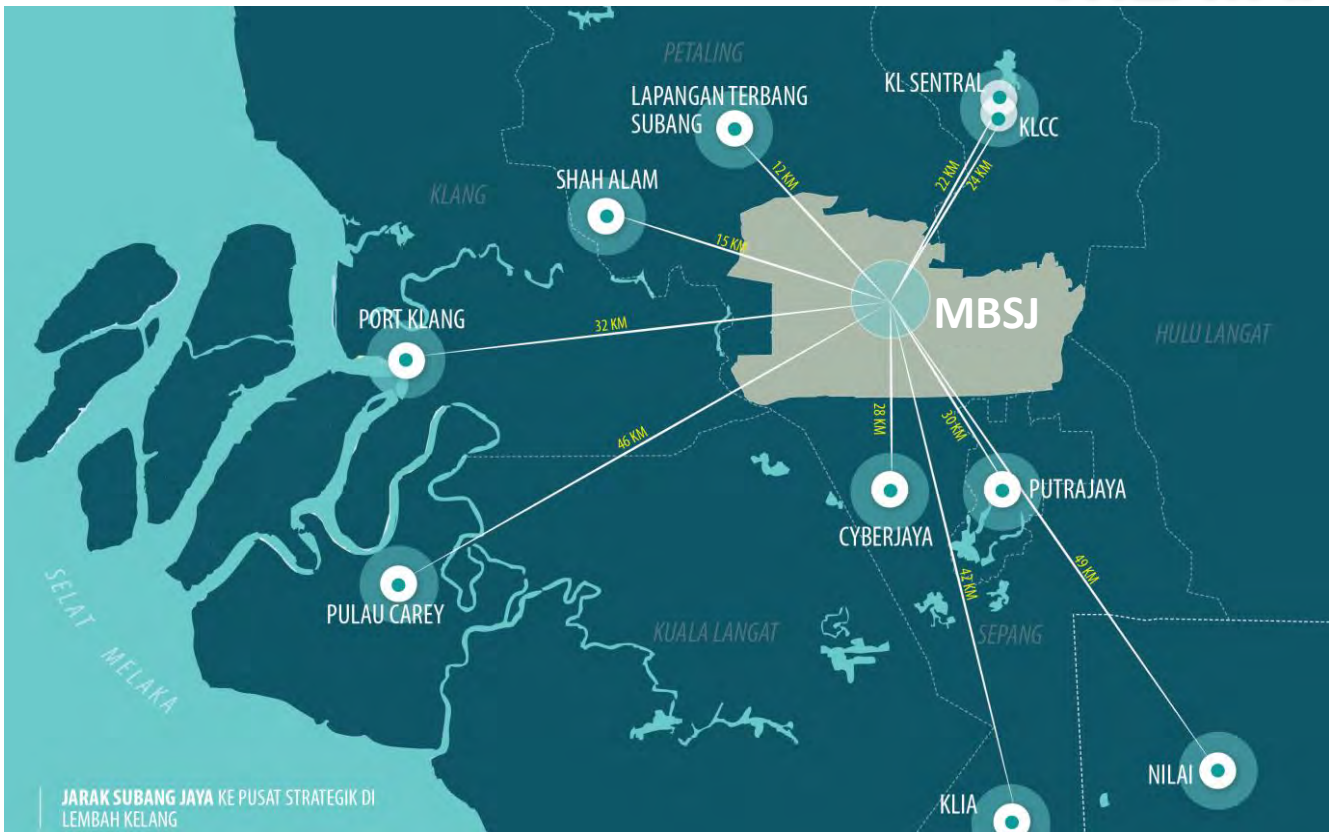 PETALING
KL SENTRAL
LAPANGAN TERBANG
SUBANG
KLCC
12 KM
22 KM
24 KM
SHAH ALAM
KLANG
15 KM
PORT KLANG
32 KM
MBSJ
HULU LANGAT
28 KM
30 KM
46 KM
PUTRAJAYA
CYBERJAYA
49 KM
42 KM
SELAT
MELAKA
PULAU CAREY
KUALA LANGAT
SEPANG
NILAI
KLIA
JARAK SUBANG JAYA KE PUSAT STRATEGIK DI
LEMBAH KELANG